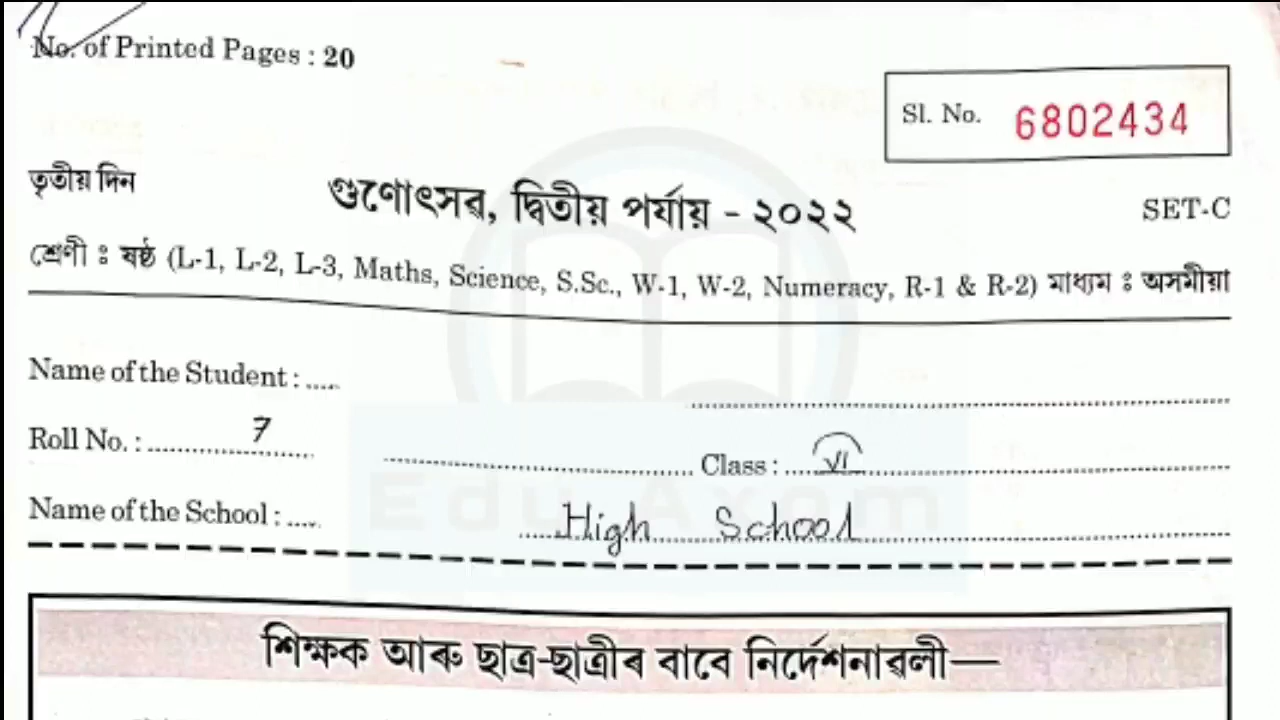 No. of Printed Pages : 20
Sl. No. 6802434
তৃতীয় দিন
গুণোৎসৱ, দ্বিতীয় পৰ্যায় - ২০২২
SET-C
শ্ৰেণী ঃ ষষ্ঠ (L-1, L-2, L-3, Maths, Science, S.Sc., W-1, W-2, Numeracy, R-1 & R-2) মাধ্যম ঃ অসমীয়া
Name of the Student : ....
Roll No. : 7
Class : VI
Name of the School : .... High School
Edu Axom
শিক্ষক আৰু ছাত্ৰ-ছাত্ৰীৰ বাবে নিৰ্দেশনাৱলী—